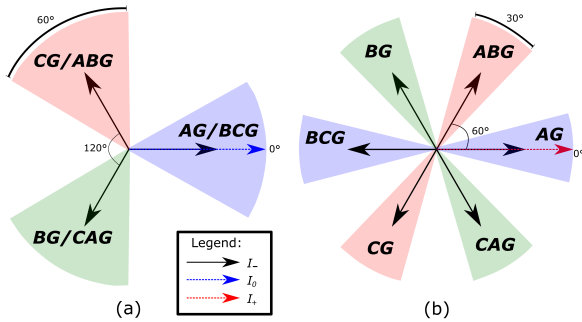 60°
CG/ABG
AG/BCG
0°
120°
BG/CAG
(a)
Legend:
I₋
I₀
I₊
30°
BG
ABG
BCG
60°
AG
0°
CG
CAG
(b)